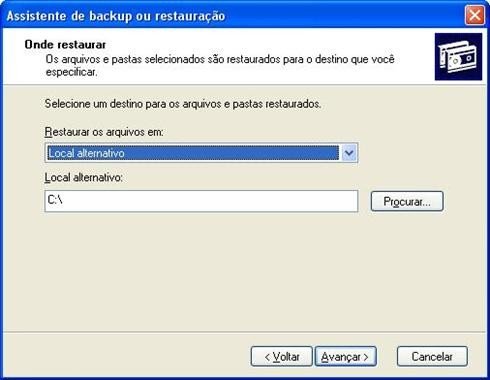 Assistente de backup ou restauração
Onde restaurar
Os arquivos e pastas selecionados são restaurados para o destino que você
especificar.
Selecione um destino para os arquivos e pastas restaurados.
Restaurar os arquivos em:
Local alternativo
Local alternativo:
C:\
Procurar...
< Voltar
Avançar >
Cancelar